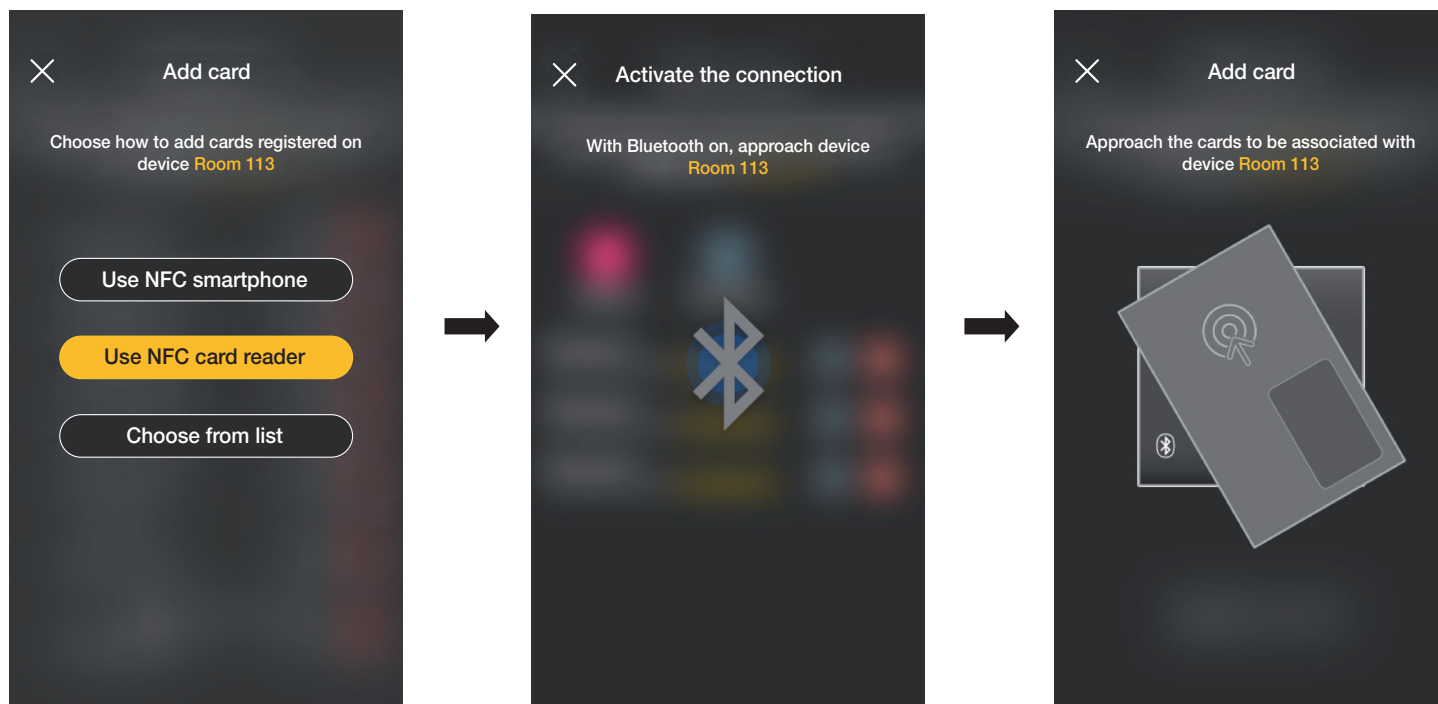 Add card
Choose how to add cards registered on
device Room 113
Use NFC smartphone
Use NFC card reader
Choose from list
Activate the connection
With Bluetooth on, approach device
Room 113
Add card
Approach the cards to be associated with
device Room 113